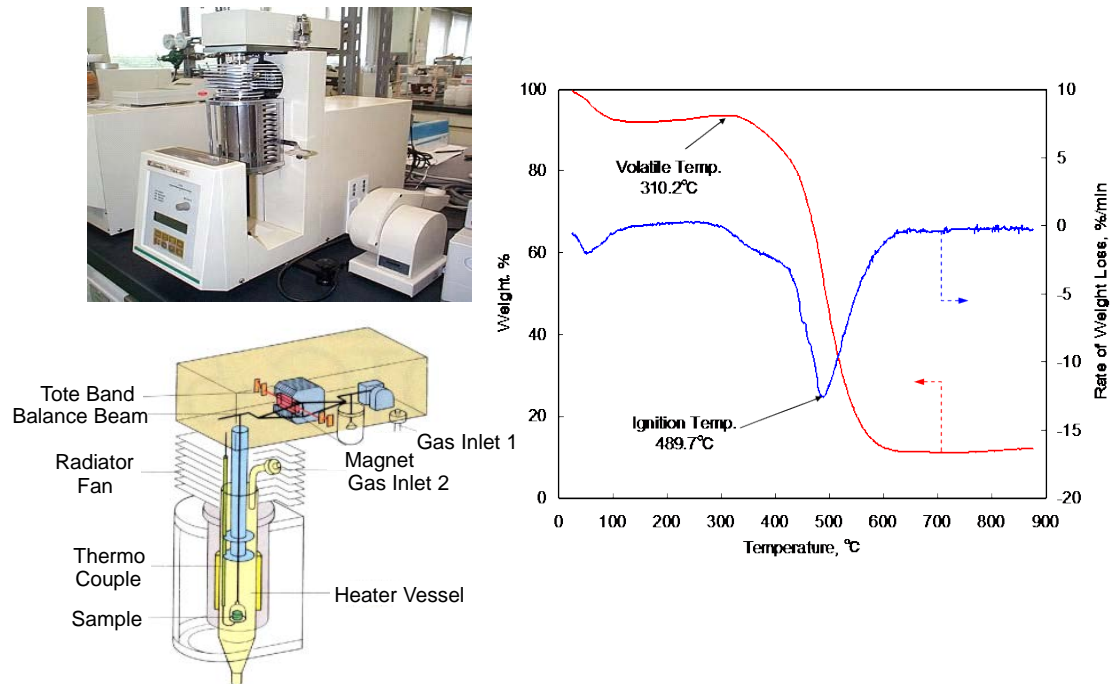 Tote Band
Balance Beam
Gas Inlet 1
Magnet
Radiator
Fan
Gas Inlet 2
Thermo
Couple
Heater Vessel
Sample
100
80
60
40
20
0
Weight. %
10
5
0
-5
-10
-15
-20
Rate of Weight Loss, %/min
Volatile Temp.
310.2°C
Ignition Temp.
489.7°C
0 100 200 300 400 500 600 700 800 900
Temperature, °C